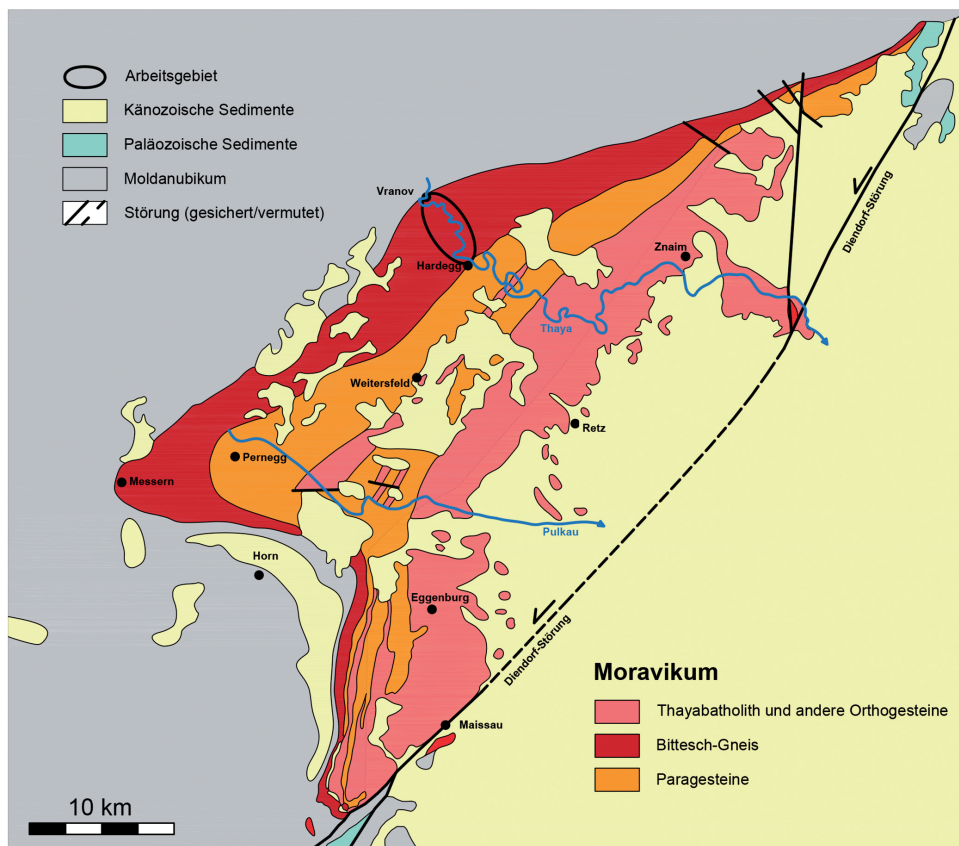 Arbeitsgebiet
Känozoische Sedimente
Paläozoische Sedimente
Moldanubikum
Störung (gesichert/vermutet)
Vranov
Hardegg
Znaim
Diendorf-Störung
Thaya
Weitersfeld
Retz
Pernegg
Messern
Pulkau
Horn
Eggenburg
Diendorf-Störung
Maissau
Moravikum
Thayabatholith und andere Orthogesteine
Bittesch-Gneis
Paragesteine
10 km